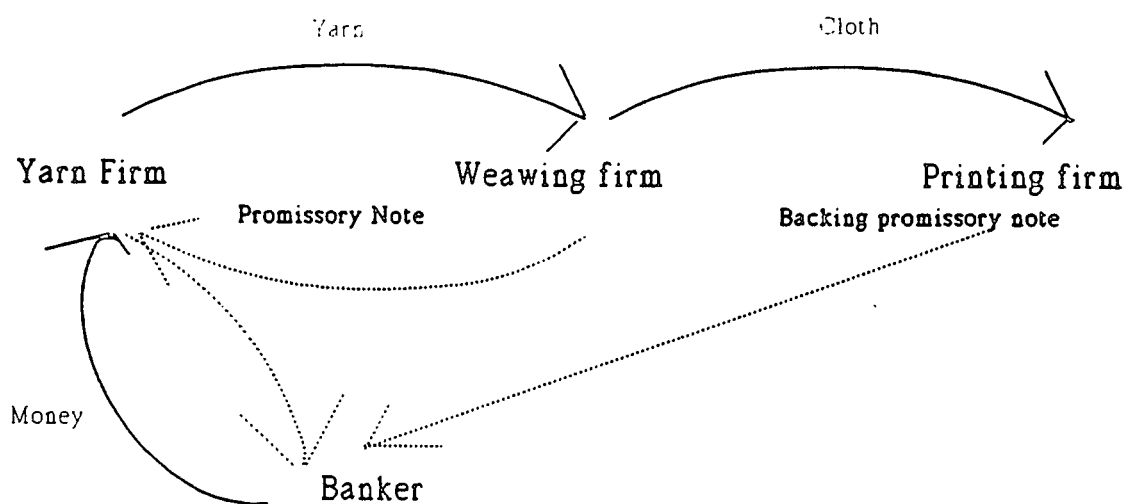 Yarn
Cloth
Yarn Firm
Weawing firm
Printing firm
Promissory Note
Backing promissory note
Money
Banker